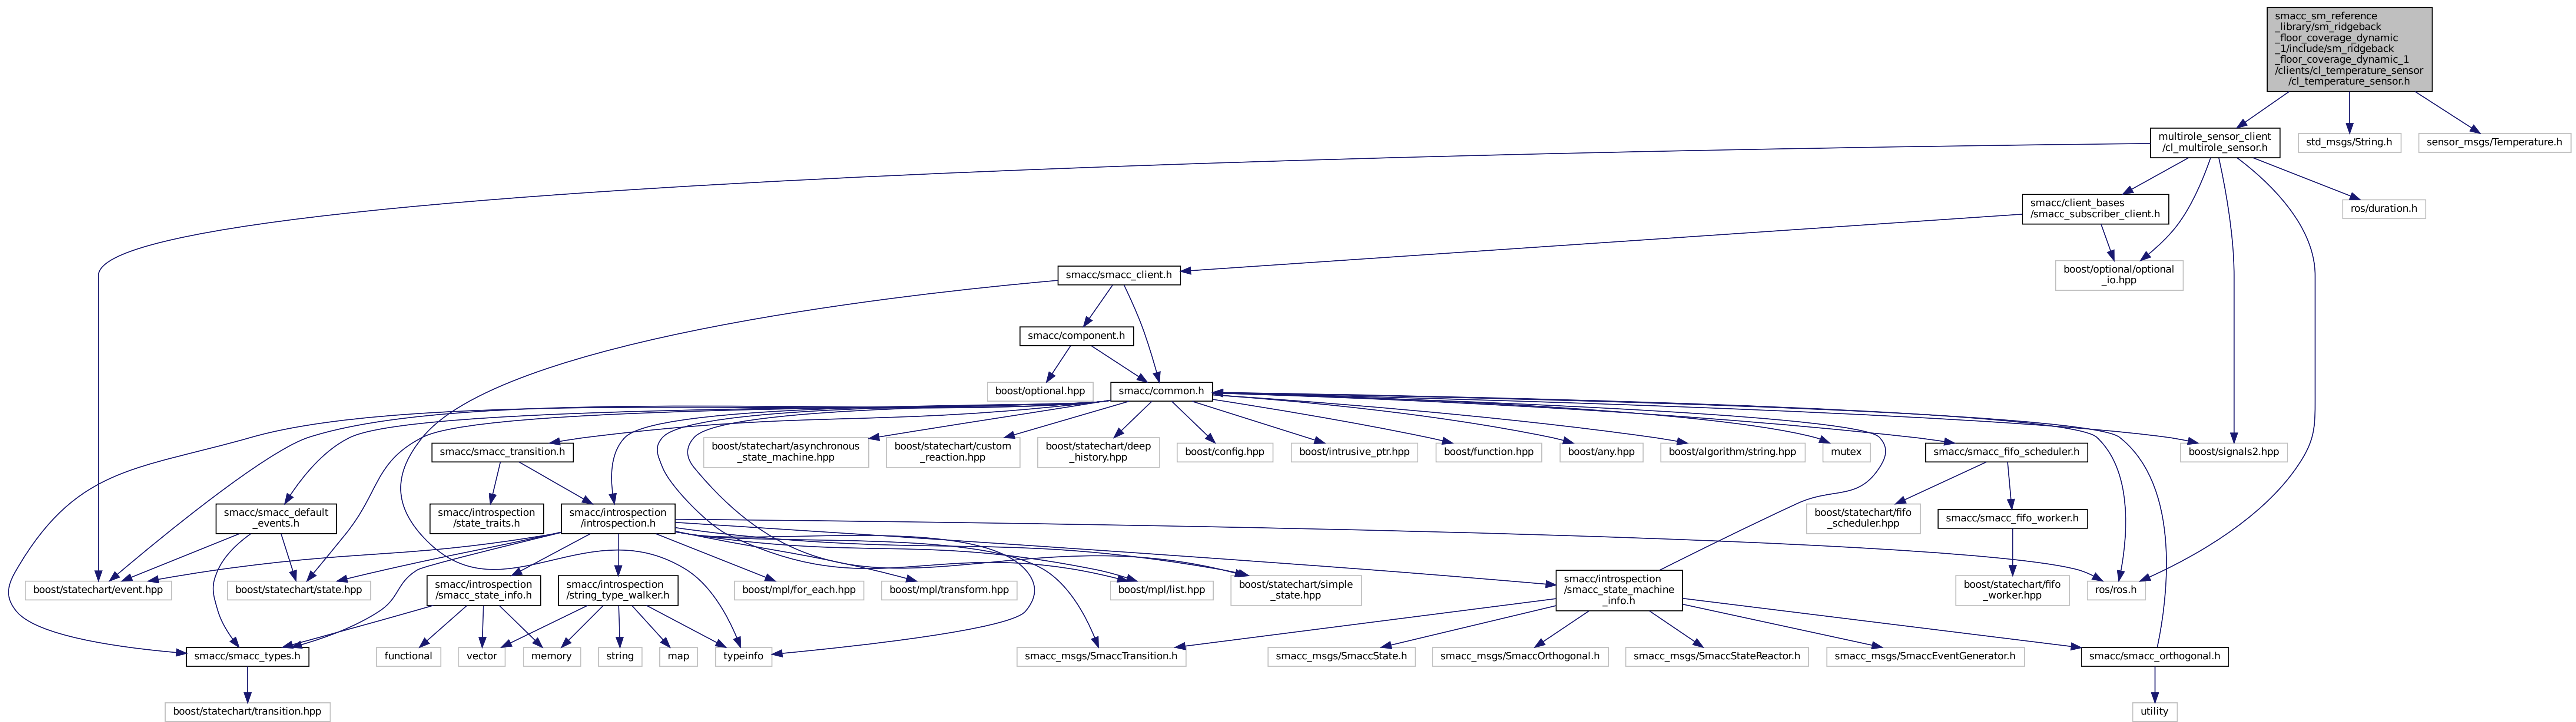 smacc_sm_reference
_library/sm_ridgeback
_floor_coverage_dynamic
_1/include/sm_ridgeback
_floor_coverage_dynamic_1
/clients/cl_temperature_sensor
/cl_temperature_sensor.h
multirole_sensor_client
/cl_multirole_sensor.h
std_msgs/String.h
sensor_msgs/Temperature.h
smacc/client_bases
/smacc_subscriber_client.h
ros/duration.h
smacc/smacc_client.h
boost/optional/optional
_io.hpp
smacc/component.h
boost/optional.hpp
smacc/common.h
smacc/smacc_transition.h
boost/statechart/asynchronous
_state_machine.hpp
boost/statechart/custom
_reaction.hpp
boost/statechart/deep
_history.hpp
boost/config.hpp
boost/intrusive_ptr.hpp
boost/function.hpp
boost/any.hpp
boost/algorithm/string.hpp
mutex
smacc/smacc_fifo_scheduler.h
boost/signals2.hpp
smacc/smacc_default
_events.h
smacc/introspection
/state_traits.h
smacc/introspection
/introspection.h
boost/statechart/fifo
_scheduler.hpp
smacc/smacc_fifo_worker.h
boost/statechart/event.hpp
boost/statechart/state.hpp
smacc/introspection
/smacc_state_info.h
smacc/introspection
/string_type_walker.h
boost/mpl/for_each.hpp
boost/mpl/transform.hpp
boost/mpl/list.hpp
boost/statechart/simple
_state.hpp
smacc/introspection
/smacc_state_machine
_info.h
boost/statechart/fifo
_worker.hpp
ros/ros.h
smacc/smacc_types.h
functional
vector
memory
string
map
typeinfo
smacc_msgs/SmaccTransition.h
smacc_msgs/SmaccState.h
smacc_msgs/SmaccOrthogonal.h
smacc_msgs/SmaccStateReactor.h
smacc_msgs/SmaccEventGenerator.h
smacc/smacc_orthogonal.h
boost/statechart/transition.hpp
utility